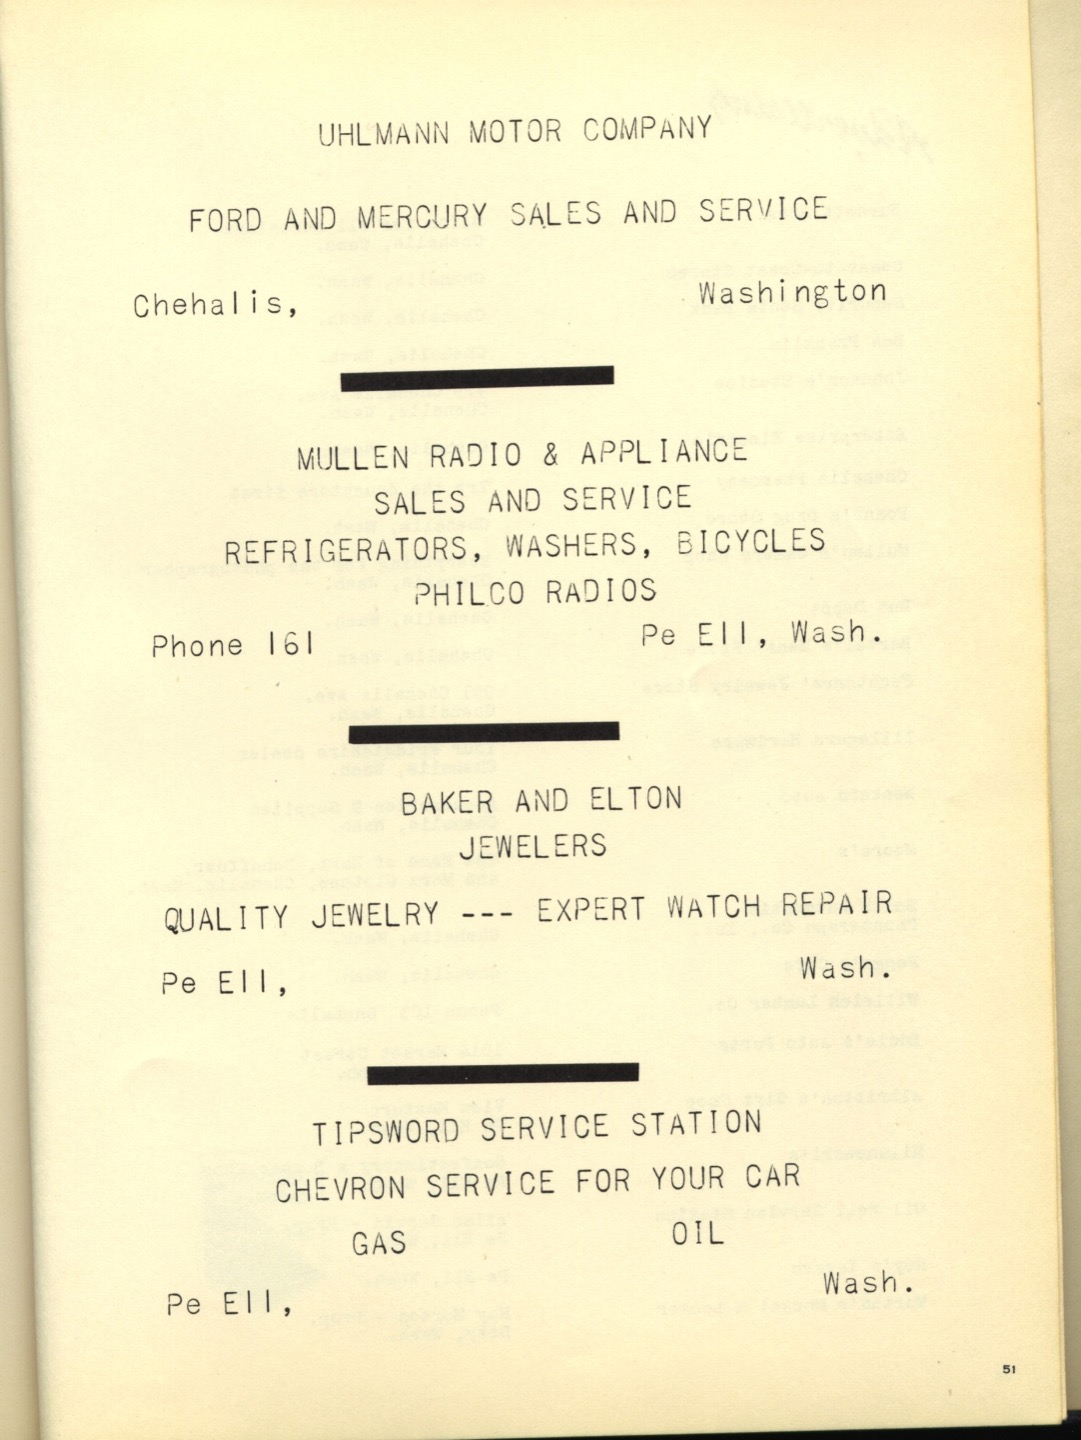 UHLMANN MOTOR COMPANY
FORD AND MERCURY SALES AND SERVICE
Chehalis, Washington
MULLEN RADIO & APPLIANCE
SALES AND SERVICE
REFRIGERATORS, WASHERS, BICYCLES
PHILCO RADIOS
Phone 161 Pe Ell, Wash.
BAKER AND ELTON
JEWELERS
QUALITY JEWELRY --- EXPERT WATCH REPAIR
Pe Ell, Wash.
TIPSWORD SERVICE STATION
CHEVRON SERVICE FOR YOUR CAR
GAS OIL
Pe Ell, Wash.
51